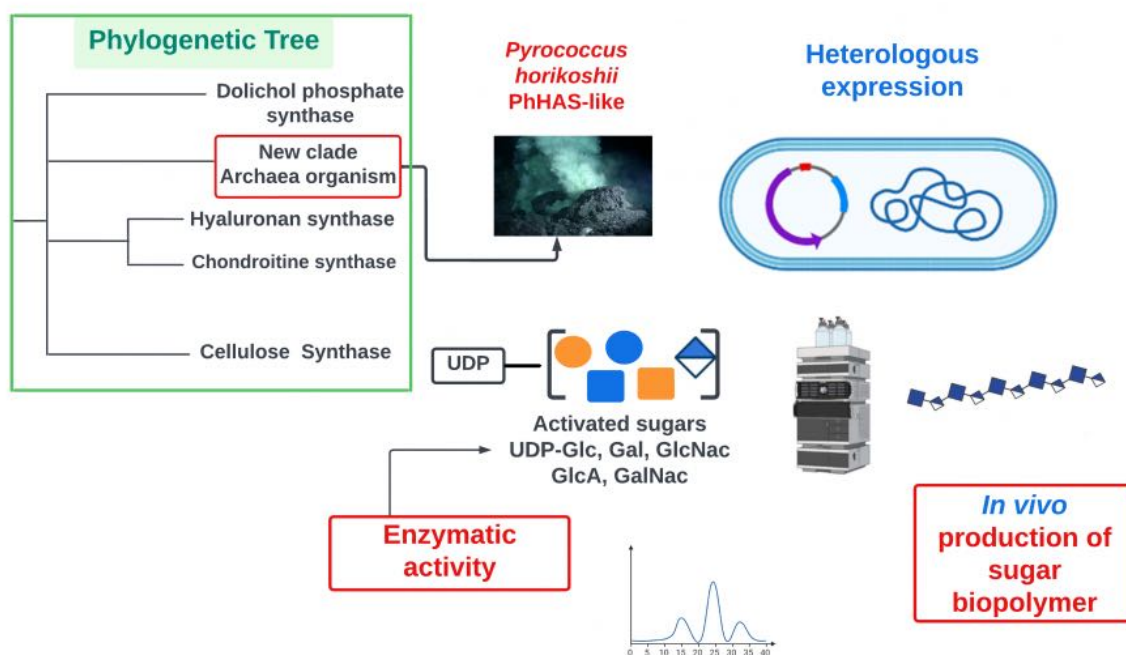 Phylogenetic Tree
Dolichol phosphate
synthase
New clade
Archaea organism
Hyaluronan synthase
Chondroitine synthase
Cellulose Synthase
Pyrococcus
horikoshii
PhHAS-like
Heterologous
expression
UDP
Activated sugars
UDP-Glc, Gal, GlcNac
GlcA, GalNac
Enzymatic
activity
In vivo
production of
sugar
biopolymer
0 5 10 15 20 25 30 35 40